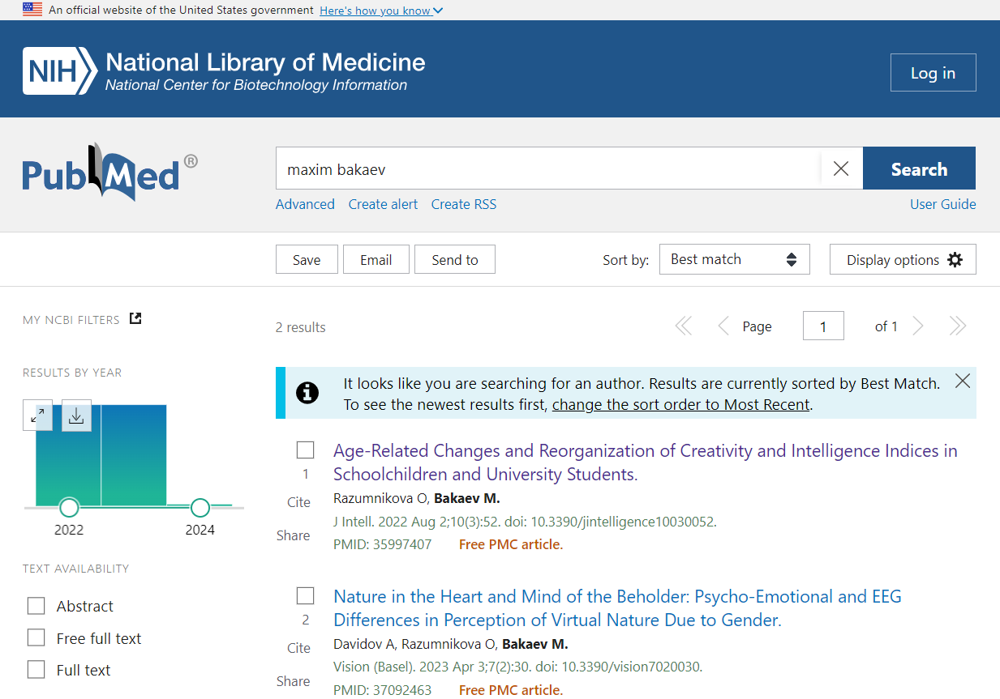 An official website of the United States government Here's how you know
NIH National Library of Medicine
National Center for Biotechnology Information
Log in
PubMed®
maxim bakaev
Search
Advanced Create alert Create RSS User Guide
Save Email Send to Sort by: Best match Display options
MY NCBI FILTERS
2 results
Page 1 of 1
RESULTS BY YEAR
2022 2024
TEXT AVAILABILITY
Abstract
Free full text
Full text
It looks like you are searching for an author. Results are currently sorted by Best Match.
To see the newest results first, change the sort order to Most Recent.
Age-Related Changes and Reorganization of Creativity and Intelligence Indices in
1
Schoolchildren and University Students.
Cite
Razumnikova O, Bakaev M.
J Intell. 2022 Aug 2;10(3):52. doi: 10.3390/jintelligence10030052.
Share
PMID: 35997407 Free PMC article.
Nature in the Heart and Mind of the Beholder: Psycho-Emotional and EEG
2
Differences in Perception of Virtual Nature Due to Gender.
Cite
Davidov A, Razumnikova O, Bakaev M.
Vision (Basel). 2023 Apr 3;7(2):30. doi: 10.3390/vision7020030.
Share
PMID: 37092463 Free PMC article.